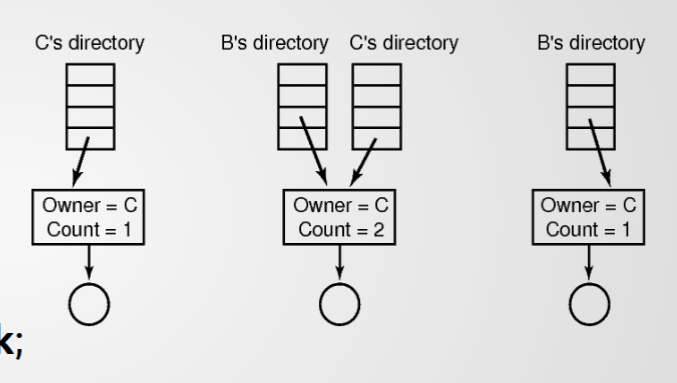 C's directory
B's directory C's directory
B's directory
Owner = C
Count = 1
Owner = C
Count = 2
Owner = C
Count = 1
k;